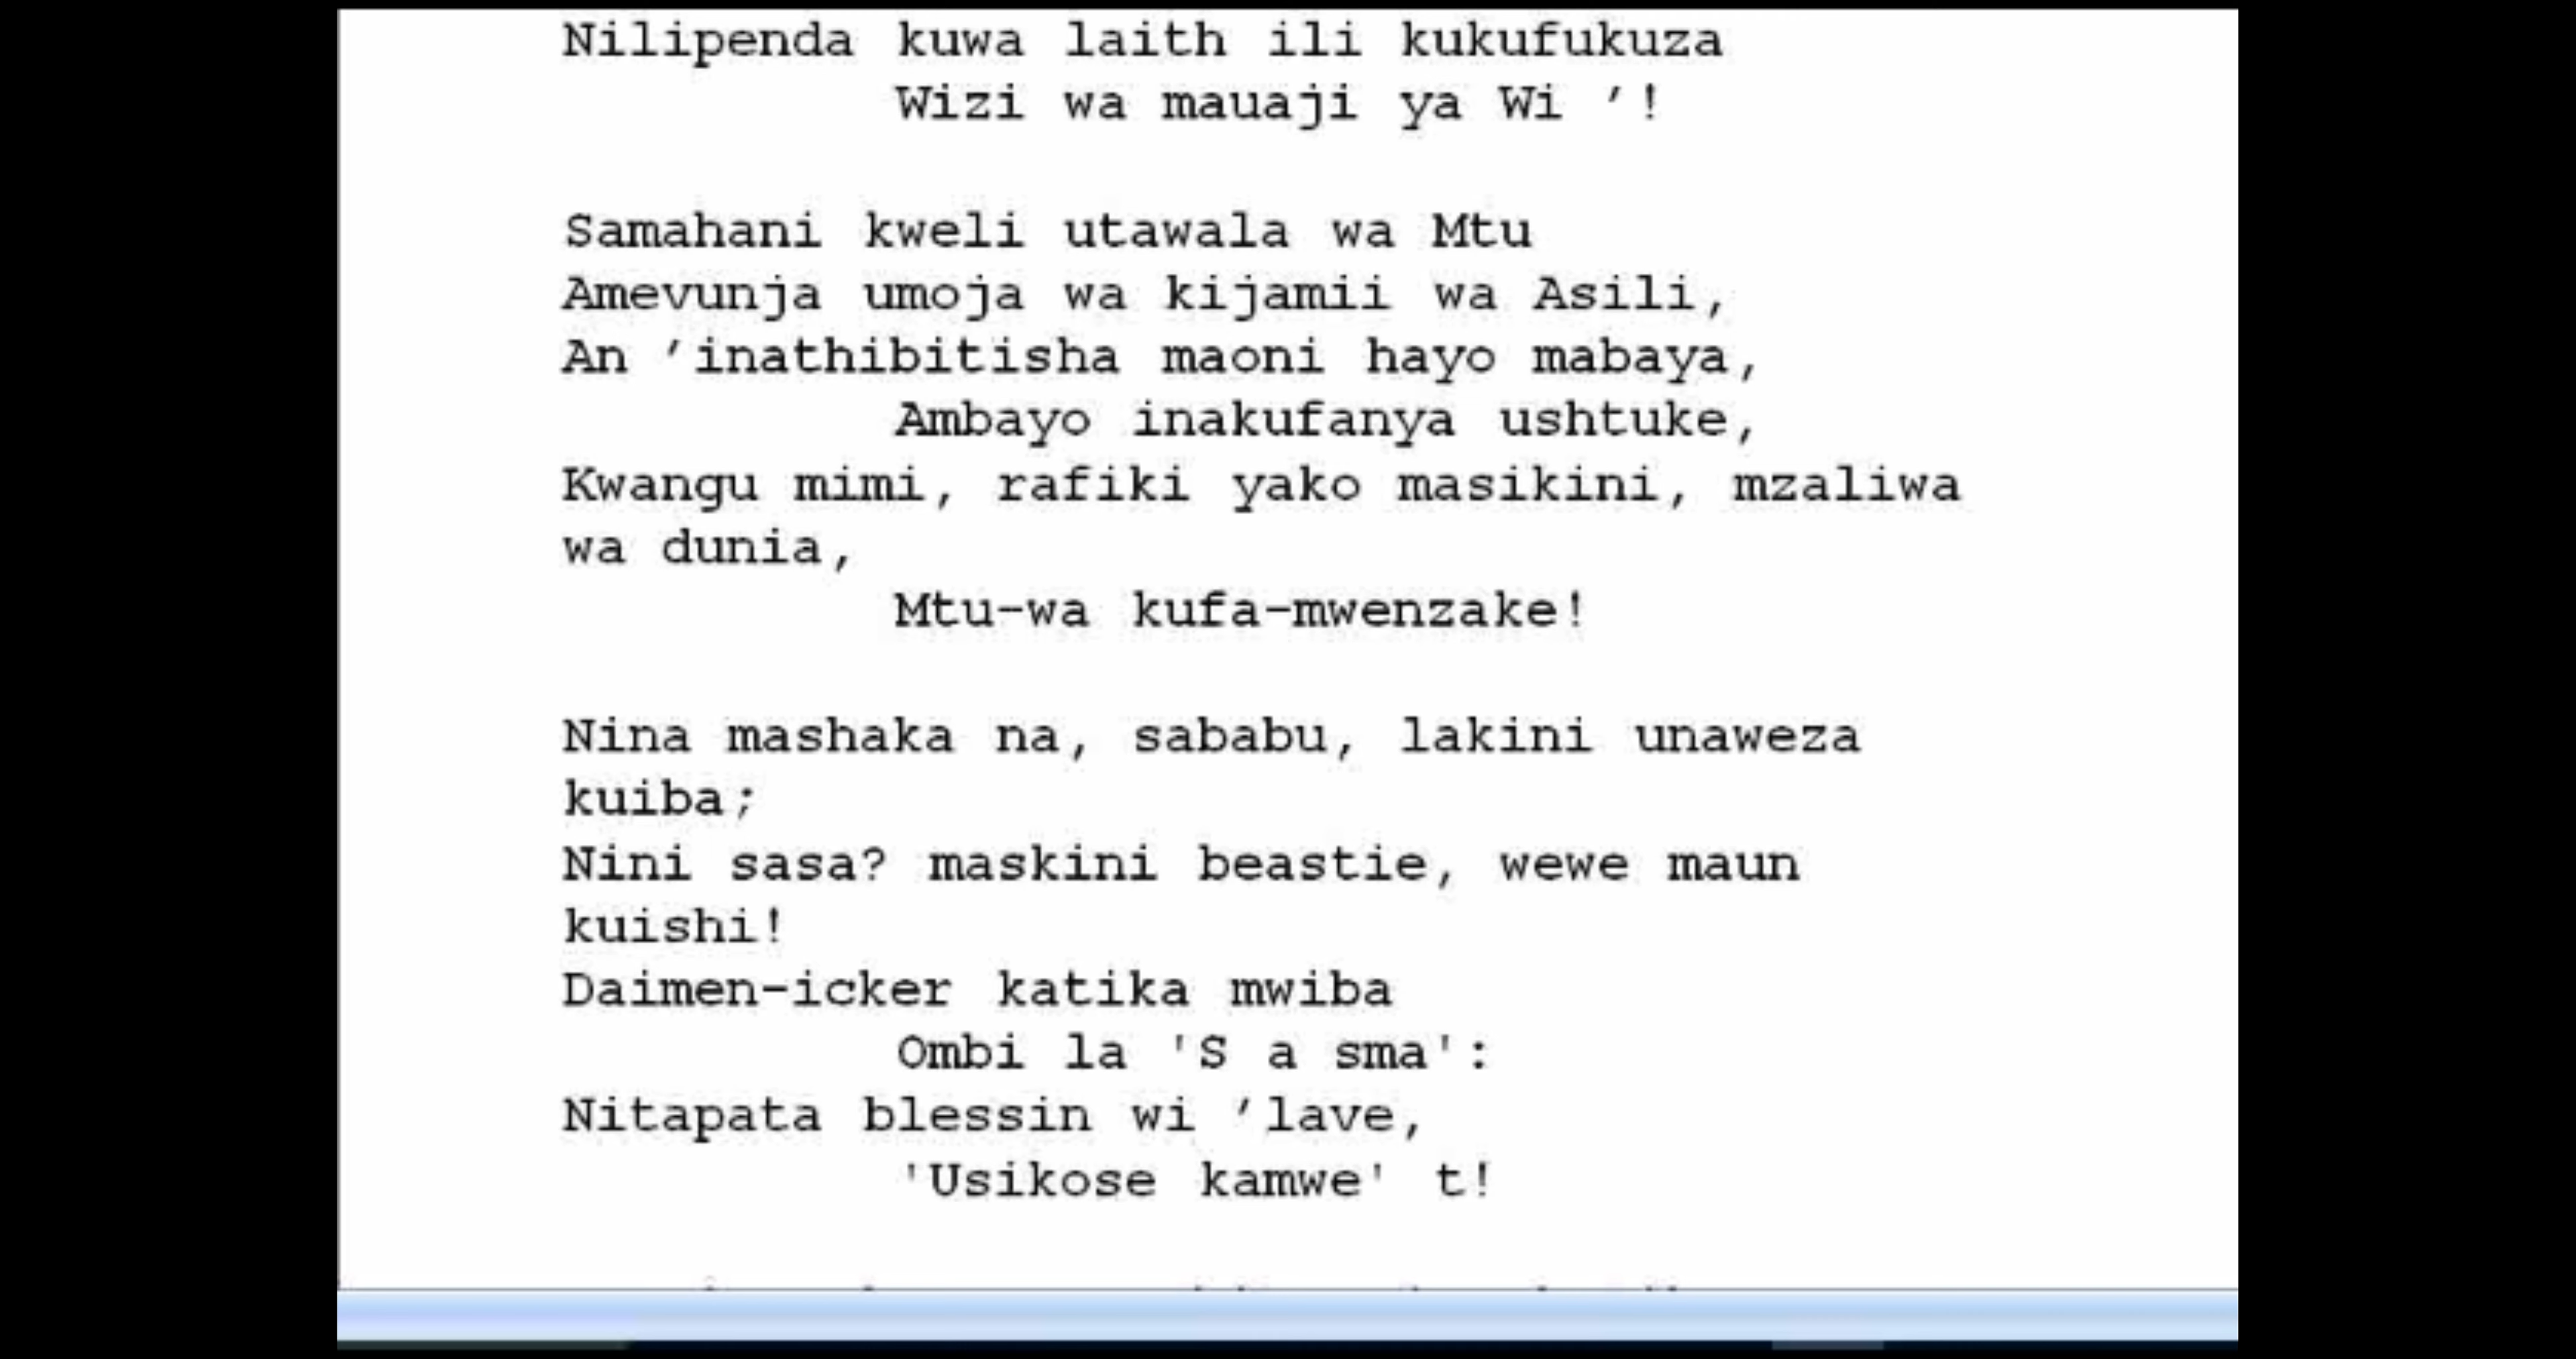 Nilipenda kuwa laith ili kukufukuza
Wizi wa mauaji ya Wi ’!
Samahani kweli utawala wa Mtu
Amevunja umoja wa kijamii wa Asili,
An ’inathibitisha maoni hayo mabaya,
Ambayo inakufanya ushtuke,
Kwangu mimi, rafiki yako masikini, mzaliwa
wa dunia,
Mtu-wa kufa-mwenzake!
Nina mashaka na, sababu, lakini unaweza
kuiba;
Nini sasa? maskini beastie, wewe maun
kuishi!
Daimen-icker katika mwiba
Ombi la 'S a sma':
Nitapata blessin wi ’lave,
'Usikose kamwe' t!